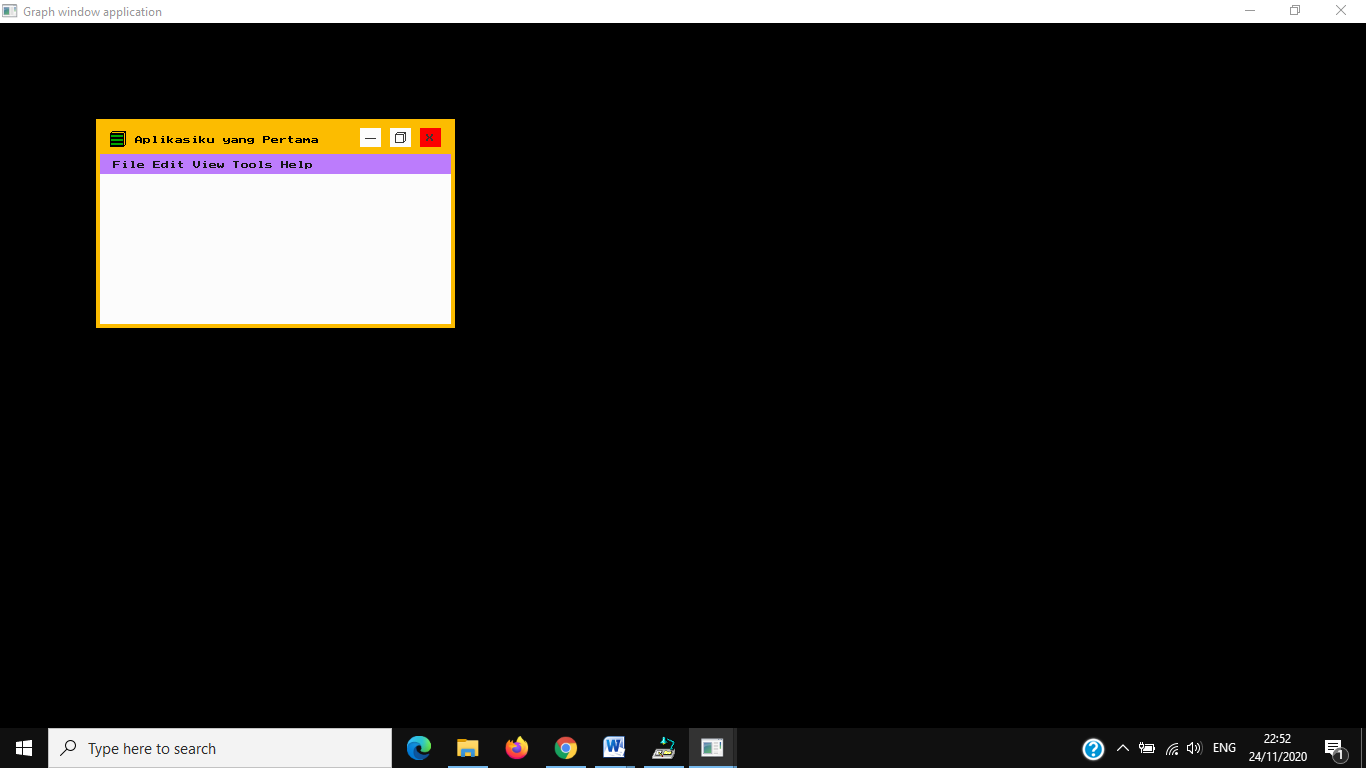 Graph window application
Aplikasiku yang Pertama
File Edit View Tools Help
Type here to search
ENG
22:52
24/11/2020
1